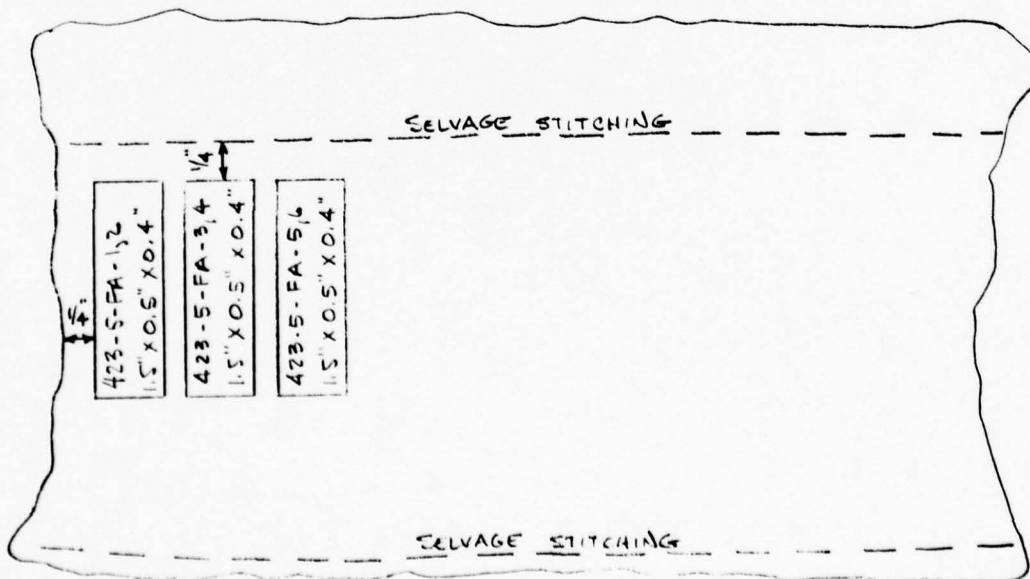 SELVAGE STITCHING
1/4"
1/4"
423-5-FA-1,2
1.5" X 0.5" X 0.4"
423-5-FA-3,4
1.5" X 0.5" X 0.4"
423-5-FA-5,6
1.5" X 0.5" X 0.4"
SELVAGE STITCHING